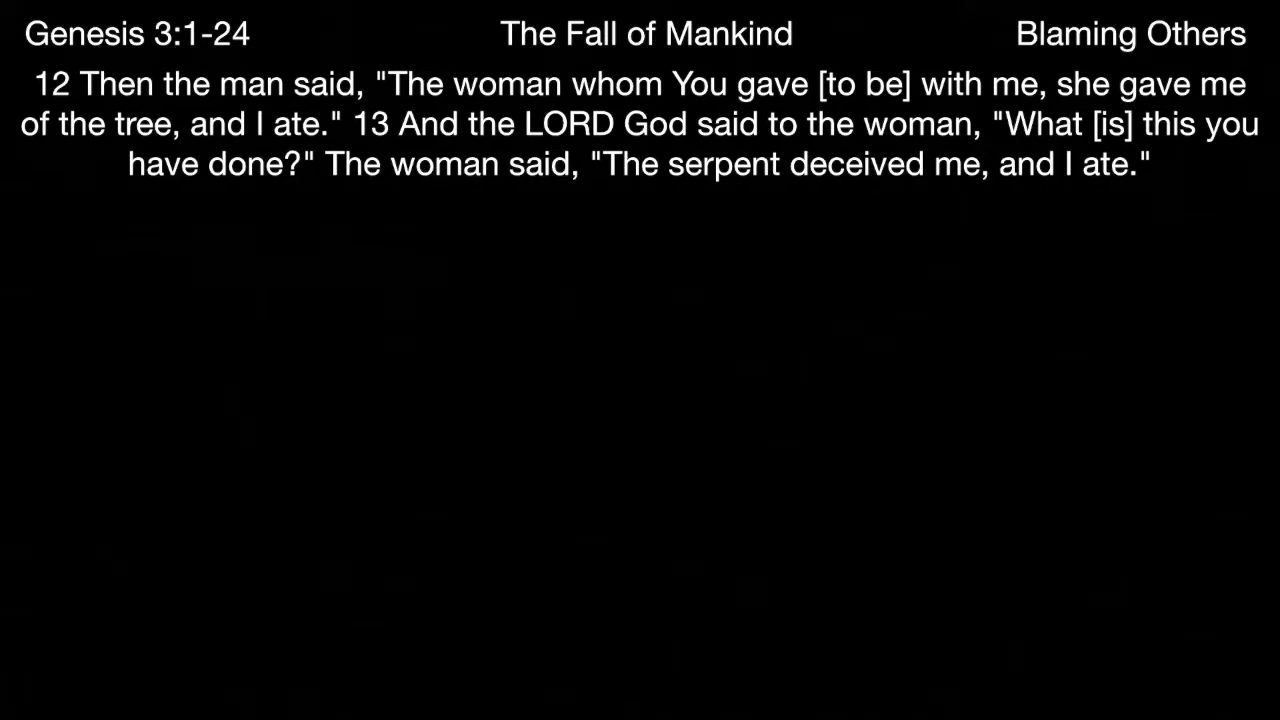 Genesis 3:1-24 The Fall of Mankind Blaming Others
12 Then the man said, "The woman whom You gave [to be] with me, she gave me
of the tree, and I ate." 13 And the LORD God said to the woman, "What [is] this you
have done?" The woman said, "The serpent deceived me, and I ate."